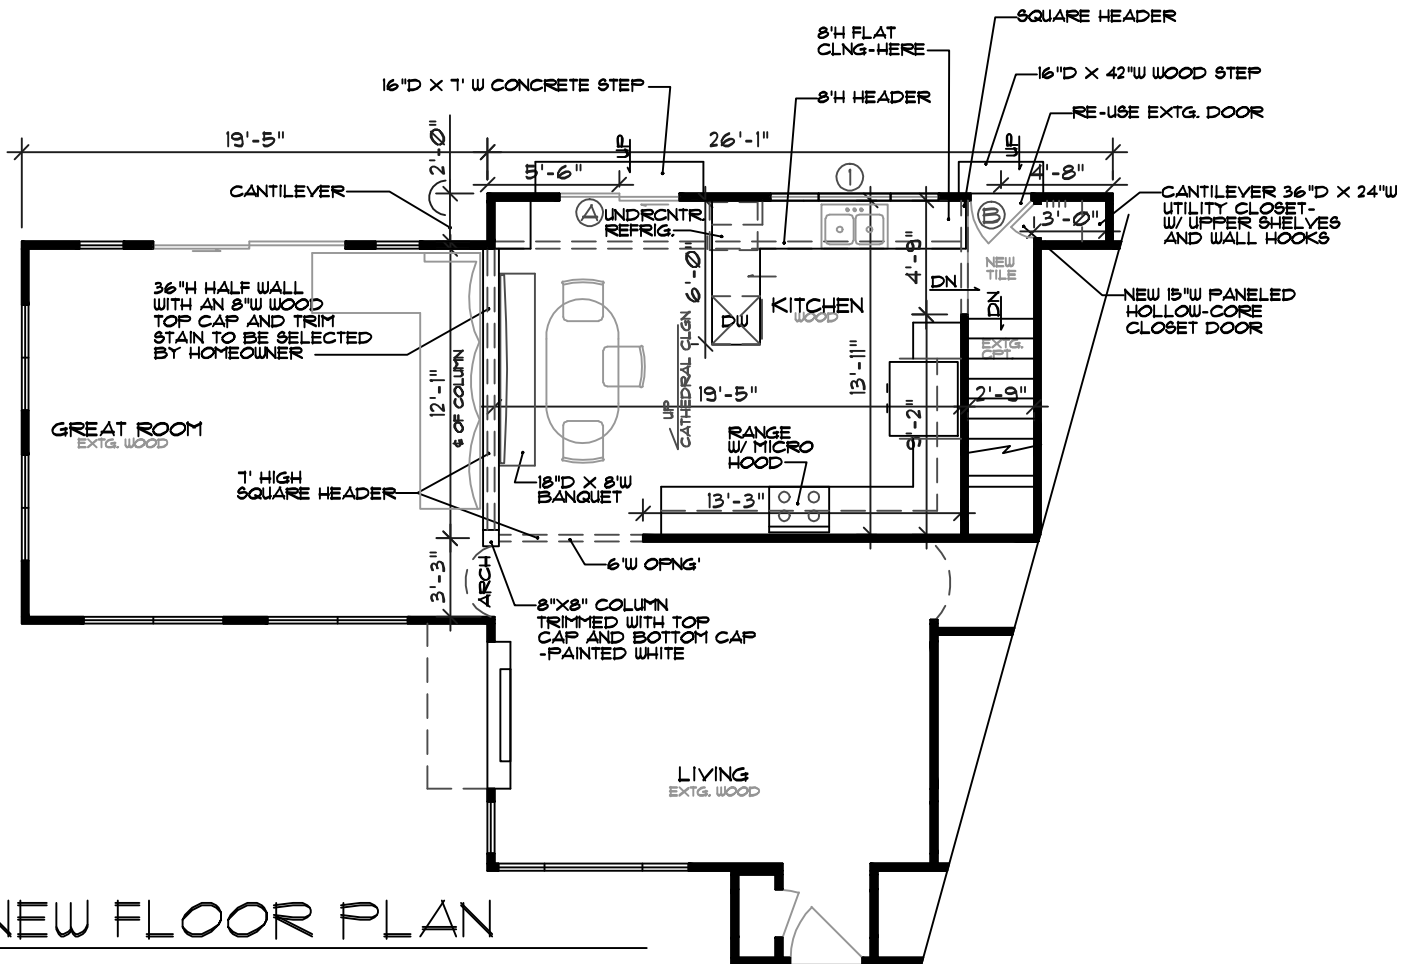 SQUARE HEADER
8'H FLAT
CLNG-HERE
16"D X 7' W CONCRETE STEP
8'H HEADER
16"D X 42"W WOOD STEP
RE-USE EXTG. DOOR
19'-5"
2'-0"
UP
26'-1"
UP
5'-6"
1
4'-8"
CANTILEVER
A
UNDRCNTR.
REFRIG.
B
3'-0"
CANTILEVER 36"D X 24"W
UTILITY CLOSET-
W/ UPPER SHELVES
AND WALL HOOKS
36"H HALF WALL
WITH AN 8"W WOOD
TOP CAP AND TRIM
STAIN TO BE SELECTED
BY HOMEOWNER
6'-0"
4'-9"
NEW
TILE
DN
DN
KITCHEN
WOOD
DW
NEW 15"W PANELED
HOLLOW-CORE
CLOSET DOOR
EXTG.
CPT.
12'-1"
¢ OF COLUMN
UP
CATHEDRAL CLGN
13'-11"
19'-5"
9'-2"
2'-9"
GREAT ROOM
EXTG. WOOD
RANGE
W/ MICRO
HOOD
7' HIGH
SQUARE HEADER
18"D X 8'W
BANQUET
13'-3"
3'-3"
ARCH
6'W OPNG'
8"X8" COLUMN
TRIMMED WITH TOP
CAP AND BOTTOM CAP
-PAINTED WHITE
LIVING
EXTG. WOOD
NEW FLOOR PLAN